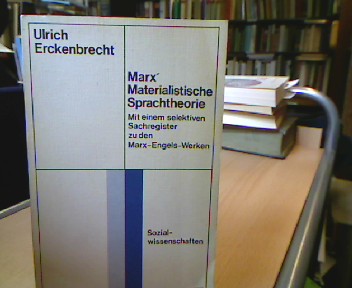 Ulrich
Erckenbrecht
Marx'
Materialistische
Sprachtheorie
Mit einem selektiven
Sachregister
zu den
Marx-Engels-Werken
Sozial-
wissenschaften